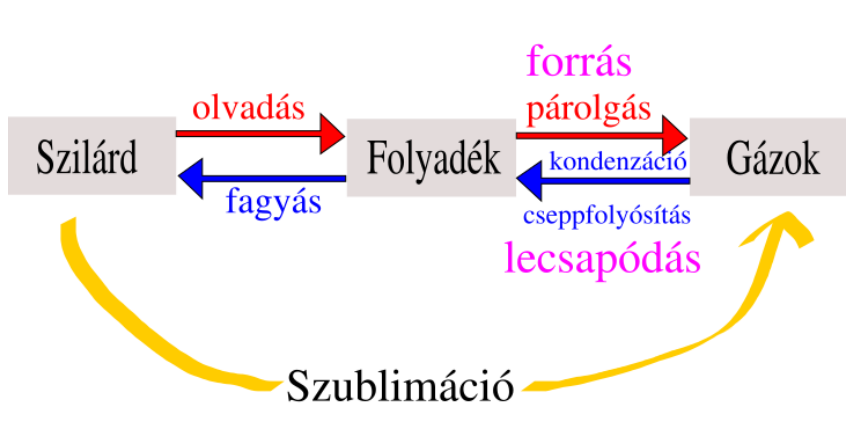 forrás
olvadás
párolgás
Szilárd
Folyadék
kondenzáció
Gázok
fagyás
cseppfolyósítás
lecsapódás
Szublimáció